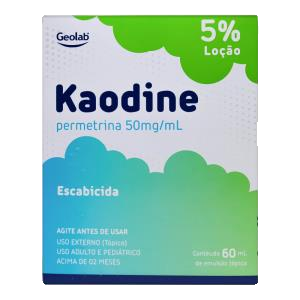 Geolab
5%
Loção
Kaodine
permetrina 50mg/mL
Escabicida
AGITE ANTES DE USAR
USO EXTERNO (Tópico)
USO ADULTO E PEDIÁTRICO
ACIMA DE 02 MESES
Conteúdo 60 mL
de emulsão tópica